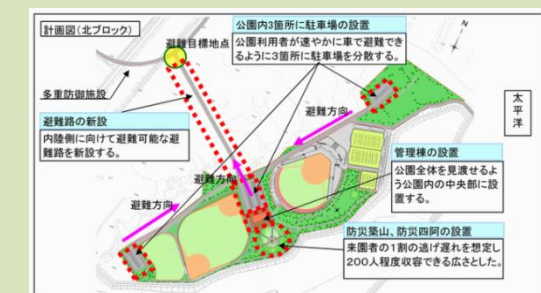 計画図(北ブロック)
避難目標地点
公園内3箇所に駐車場の設置
公園利用者が速やかに車で避難でき
るように3箇所に駐車場を分散する。
多重防御施設
避難路の新設
内陸側に向けて避難可能な避
難路を新設する。
避難方向
太平洋
避難方向
避難方向
管理棟の設置
公園全体を見渡せるよ
う公園内の中央部に設
置する。
防災築山、防災四阿の設置
来園者の1割の逃げ遅れを想定し
200人程度収容できる広さとした。